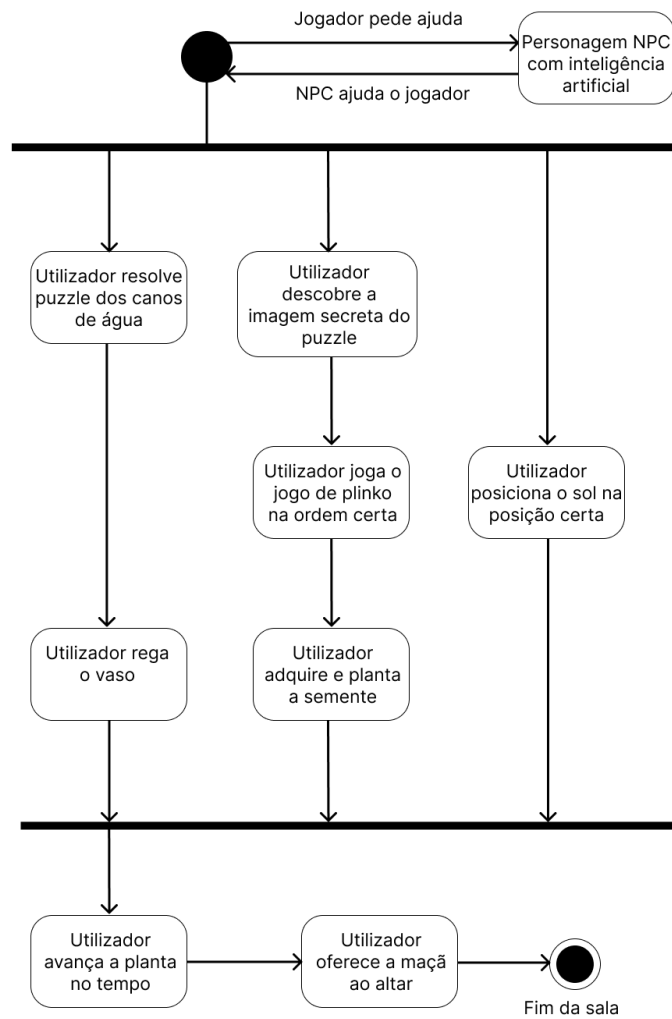 Jogador pede ajuda
Personagem NPC
com inteligência
artificial
NPC ajuda o jogador
Utilizador resolve
puzzle dos canos
de água
Utilizador
descobre a
imagem secreta do
puzzle
Utilizador joga o
jogo de plinko
na ordem certa
Utilizador
posiciona o sol na
posição certa
Utilizador rega
o vaso
Utilizador
adquire e planta
a semente
Utilizador
avança a planta
no tempo
Utilizador
oferece a maçã
ao altar
Fim da sala